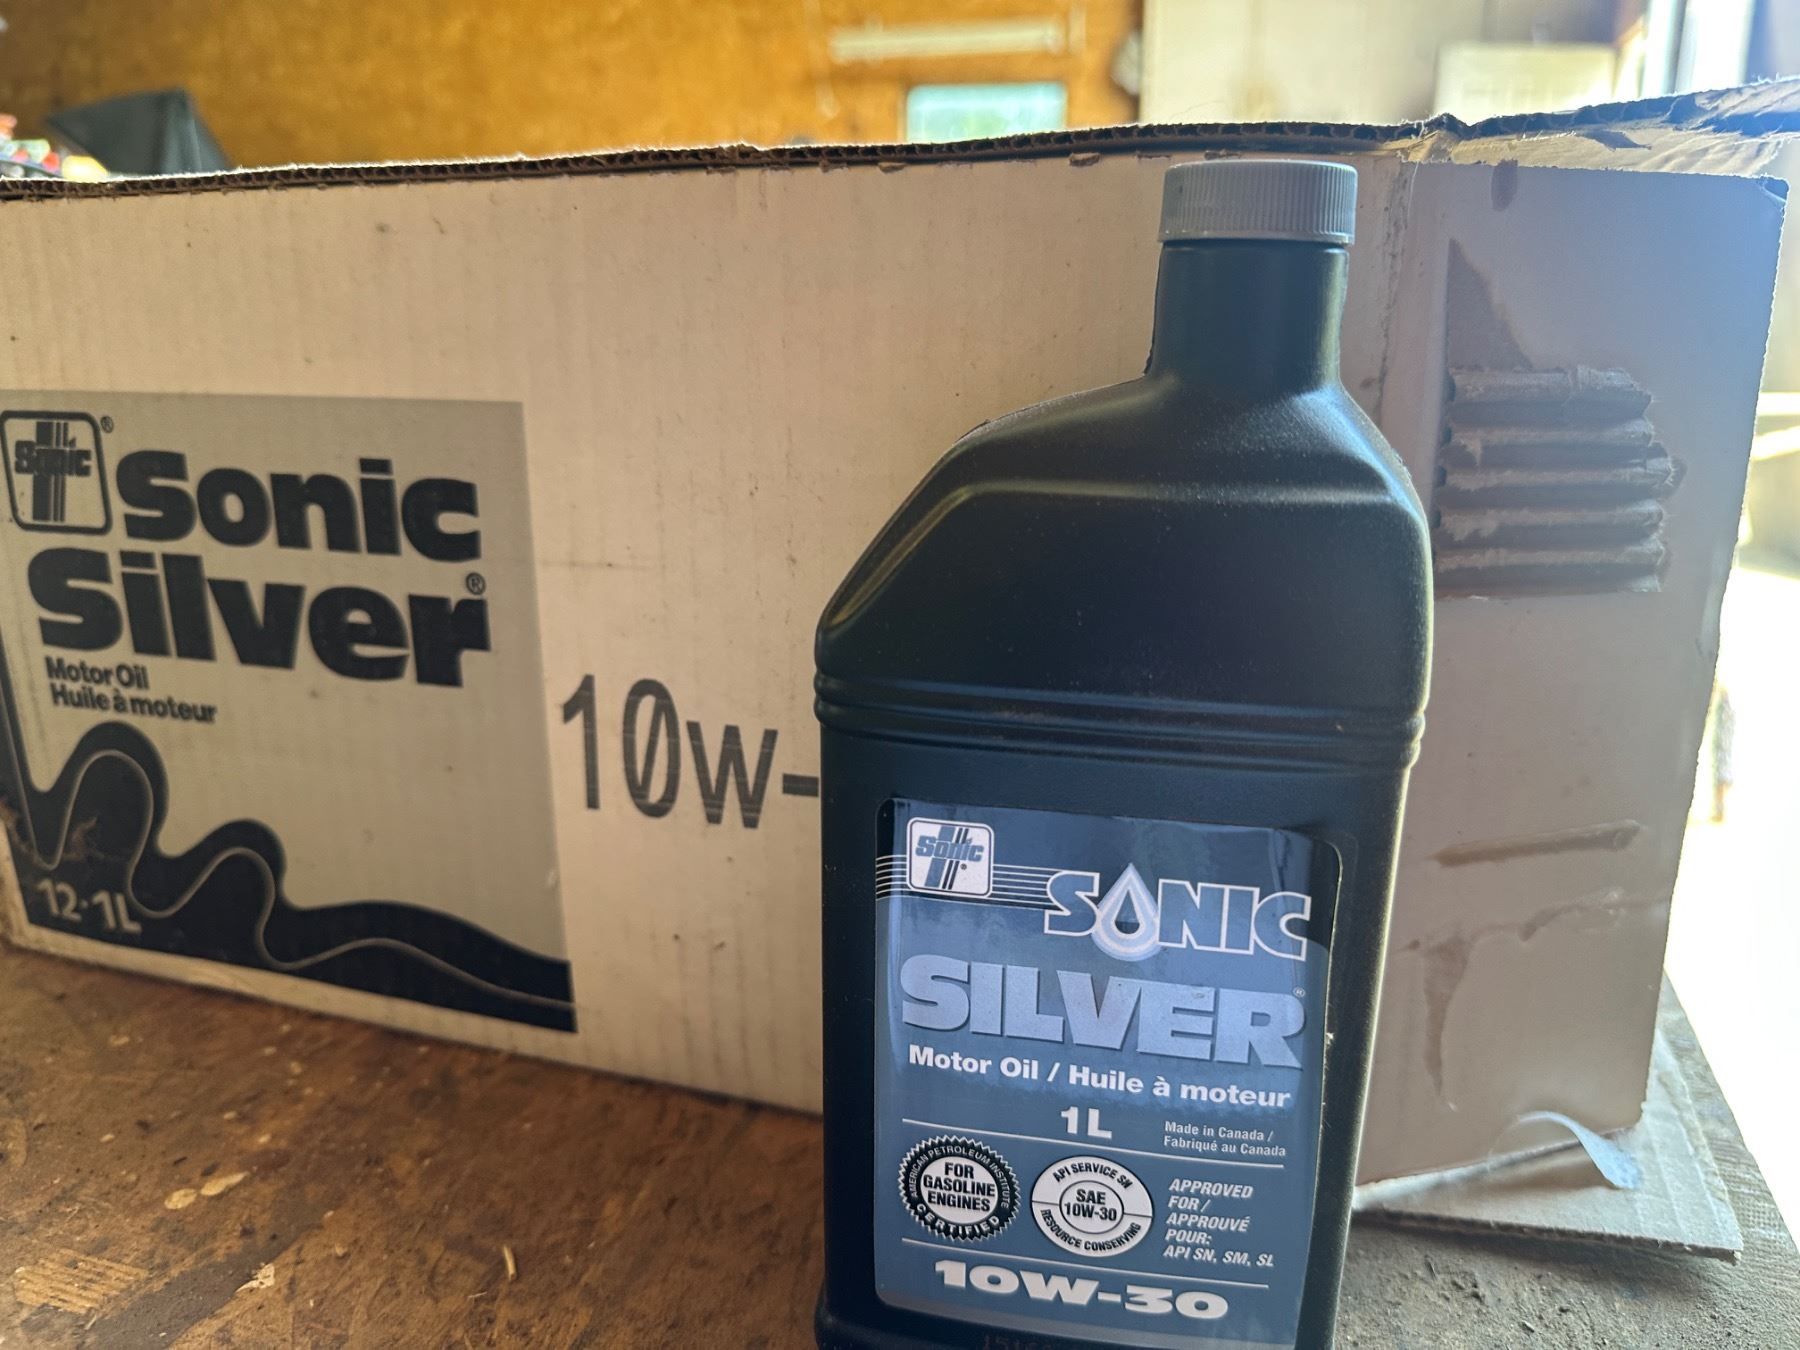 Sonic
®
Sonic
Silver®
Motor Oil
Huile à moteur
12·1L
10W-
Sonic
®
SONIC
SILVER®
Motor Oil / Huile à moteur
1L
Made in Canada /
Fabriqué au Canada
AMERICAN PETROLEUM INSTITUTE
FOR
GASOLINE
ENGINES
CERTIFIED
API SERVICE SN
SAE
10W-30
RESOURCE CONSERVING
APPROVED
FOR /
APPROUVÉ
POUR:
API SN, SM, SL
10W-30